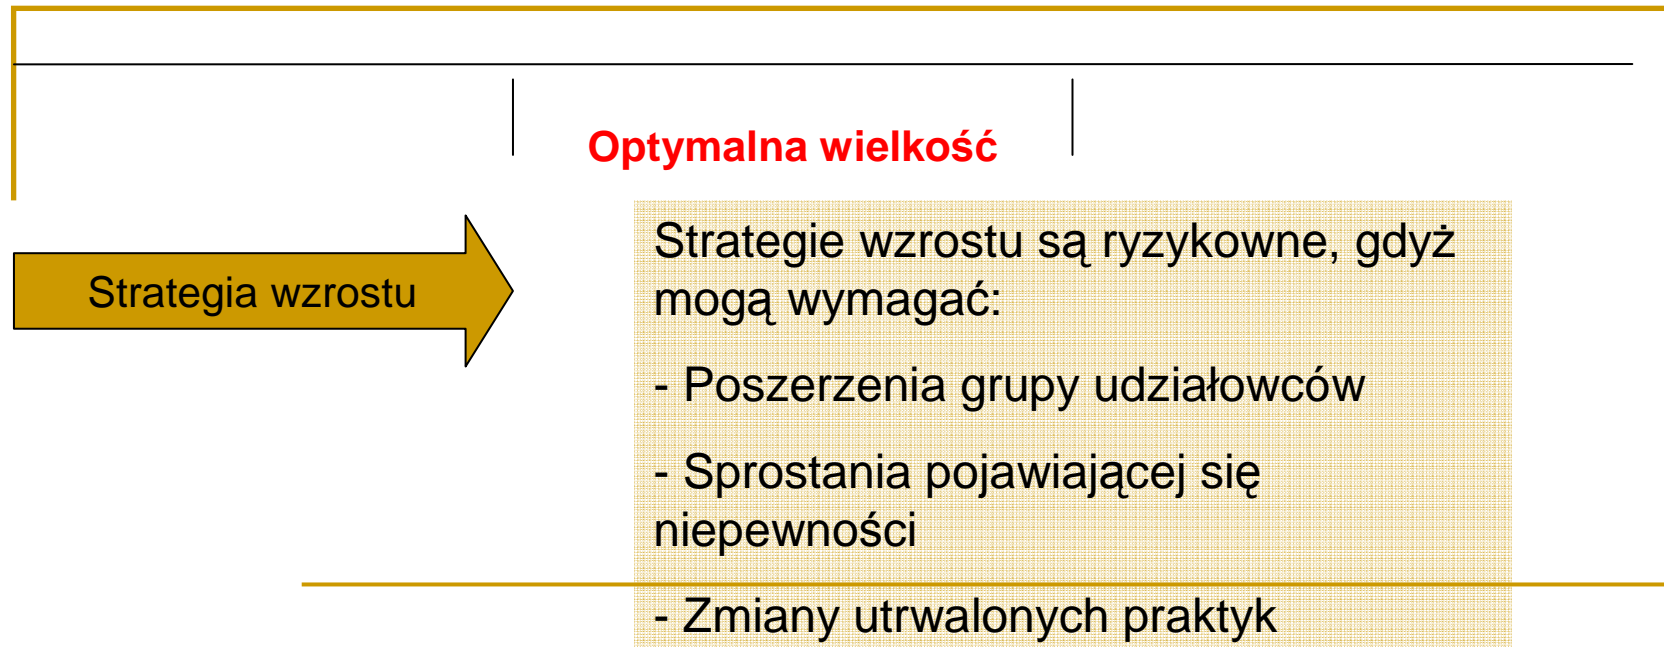 Optymalna wielkość
Strategia wzrostu
Strategie wzrostu są ryzykowne, gdyż
mogą wymagać:
- Poszerzenia grupy udziałowców
- Sprostania pojawiającej się
niepewności
- Zmiany utrwalonych praktyk